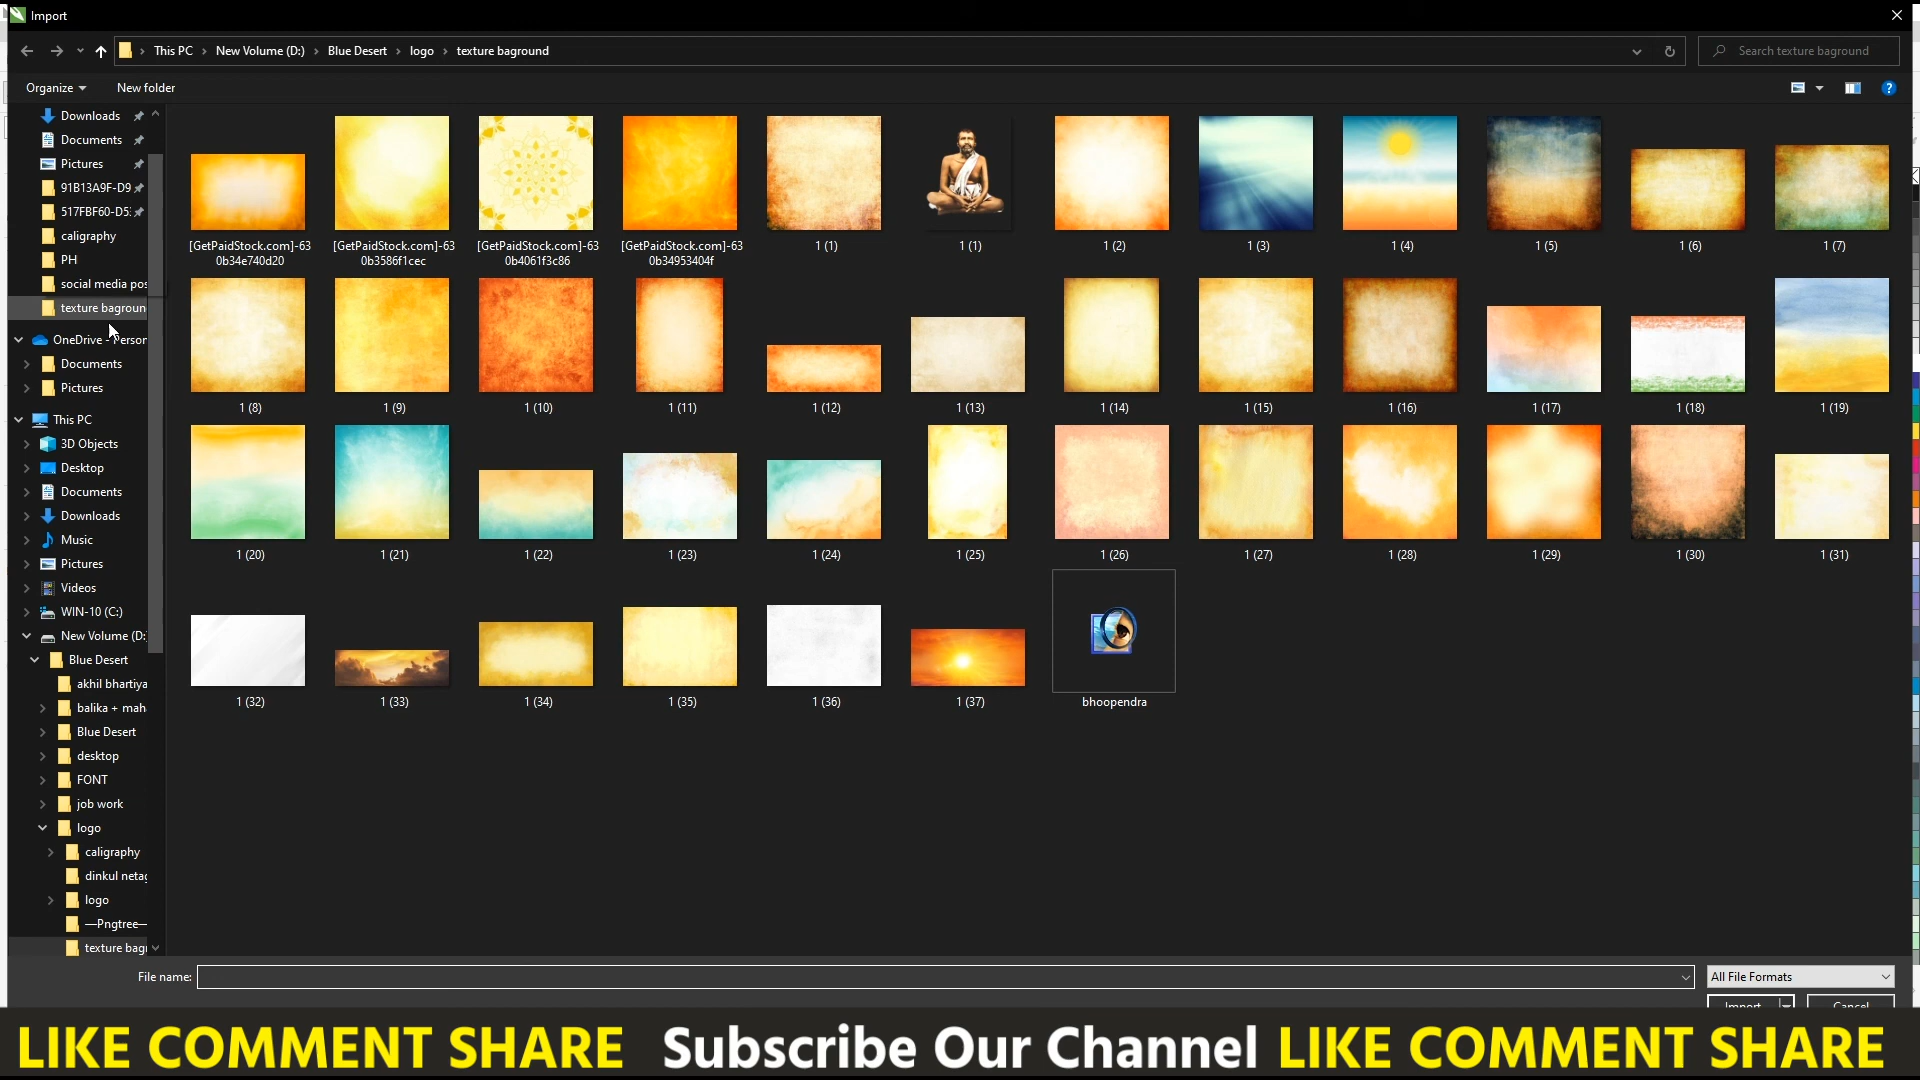 Import
This PC > New Volume (D:) > Blue Desert > logo > texture baground
Search texture baground
Organize
New folder
Downloads
Documents
Pictures
91B13A9F-D9
517FBF60-D5
caligraphy
PH
social media pos
texture baground
OneDrive - Person
Documents
Pictures
This PC
3D Objects
Desktop
Documents
Downloads
Music
Pictures
Videos
WIN-10 (C:)
New Volume (D:
Blue Desert
akhil bhartiya
balika + mah
Blue Desert
desktop
FONT
job work
logo
caligraphy
dinkul netag
logo
—Pngtree—
texture bag
[GetPaidStock.com]-63
0b34e740d20
[GetPaidStock.com]-63
0b3586f1cec
[GetPaidStock.com]-63
0b4061f3c86
[GetPaidStock.com]-63
0b34953404f
1 (1)
1 (1)
1 (2)
1 (3)
1 (4)
1 (5)
1 (6)
1 (7)
1 (8)
1 (9)
1 (10)
1 (11)
1 (12)
1 (13)
1 (14)
1 (15)
1 (16)
1 (17)
1 (18)
1 (19)
1 (20)
1 (21)
1 (22)
1 (23)
1 (24)
1 (25)
1 (26)
1 (27)
1 (28)
1 (29)
1 (30)
1 (31)
1 (32)
1 (33)
1 (34)
1 (35)
1 (36)
1 (37)
bhoopendra
File name:
All File Formats
Import
Cancel
LIKE COMMENT SHARE Subscribe Our Channel LIKE COMMENT SHARE